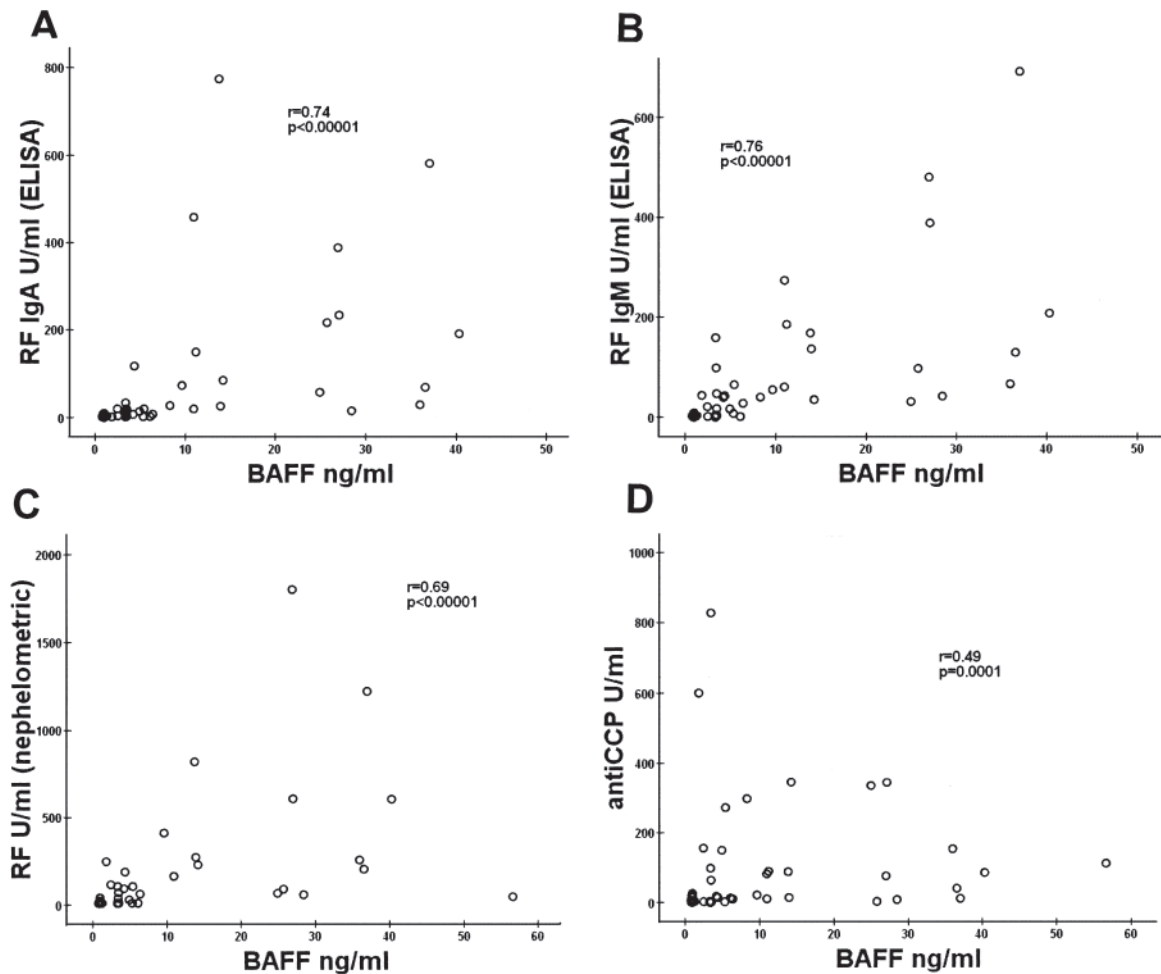 A
RF IgA U/ml (ELISA)
800
600
400
200
0
r=0.74
p<0.00001
0 10 20 30 40 50
BAFF ng/ml
B
RF IgM U/ml (ELISA)
600
400
200
0
r=0.76
p<0.00001
0 10 20 30 40 50
BAFF ng/ml
C
RF U/ml (nephelometric)
2000
1500
1000
500
0
r=0.69
p<0.00001
0 10 20 30 40 50 60
BAFF ng/ml
D
antiCCP U/ml
1000
800
600
400
200
0
r=0.49
p=0.0001
0 10 20 30 40 50 60
BAFF ng/ml